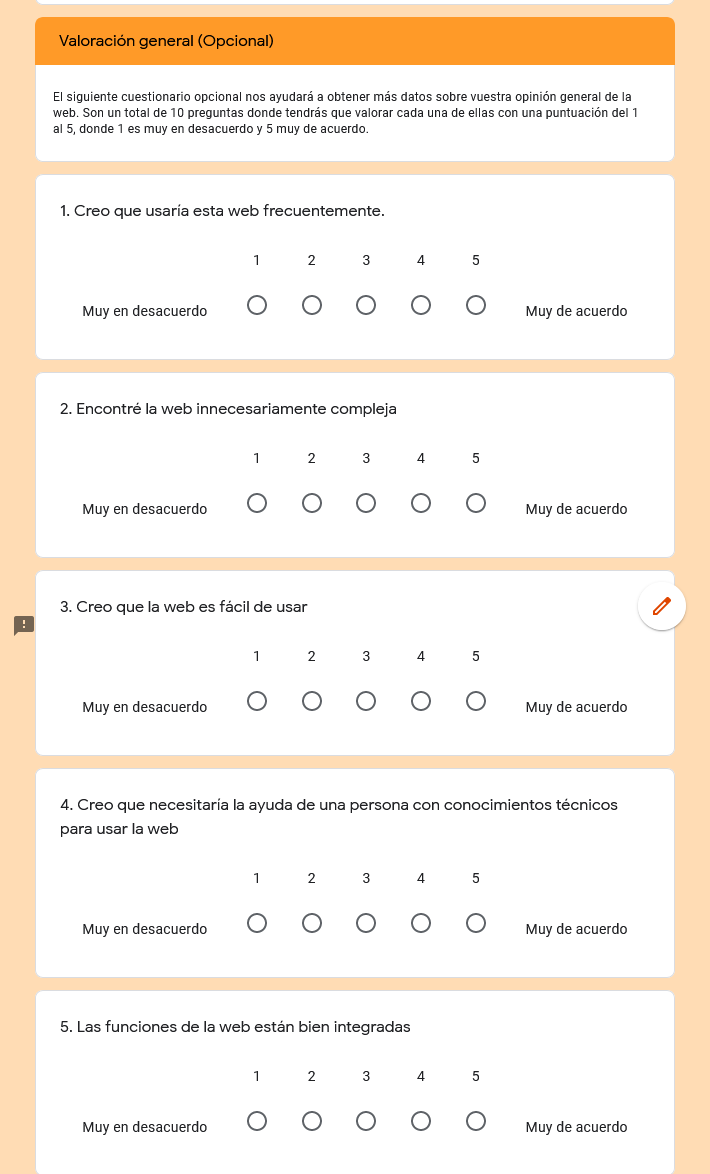 Valoración general (Opcional)
El siguiente cuestionario opcional nos ayudará a obtener más datos sobre vuestra opinión general de la
web. Son un total de 10 preguntas donde tendrás que valorar cada una de ellas con una puntuación del 1
al 5, donde 1 es muy en desacuerdo y 5 muy de acuerdo.
1. Creo que usaría esta web frecuentemente.
1 2 3 4 5
Muy en desacuerdo Muy de acuerdo
2. Encontré la web innecesariamente compleja
1 2 3 4 5
Muy en desacuerdo Muy de acuerdo
3. Creo que la web es fácil de usar
1 2 3 4 5
Muy en desacuerdo Muy de acuerdo
4. Creo que necesitaría la ayuda de una persona con conocimientos técnicos
para usar la web
1 2 3 4 5
Muy en desacuerdo Muy de acuerdo
5. Las funciones de la web están bien integradas
1 2 3 4 5
Muy en desacuerdo Muy de acuerdo